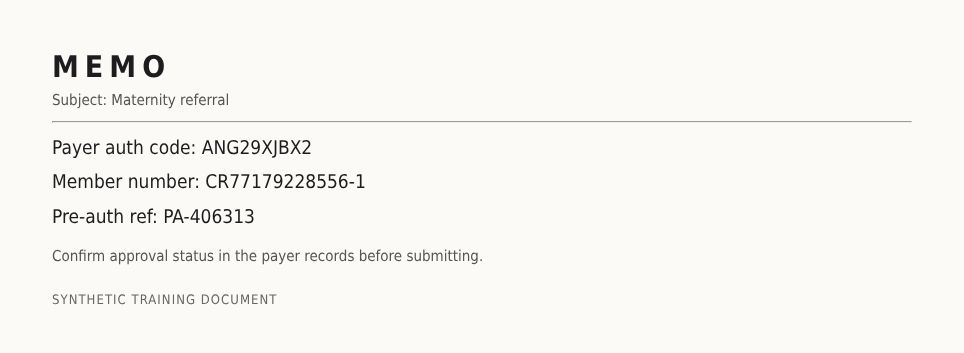 MEMO
Subject: Maternity referral
Payer auth code: ANG29XJBX2
Member number: CR77179228556-1
Pre-auth ref: PA-406313
Confirm approval status in the payer records before submitting.
SYNTHETIC TRAINING DOCUMENT